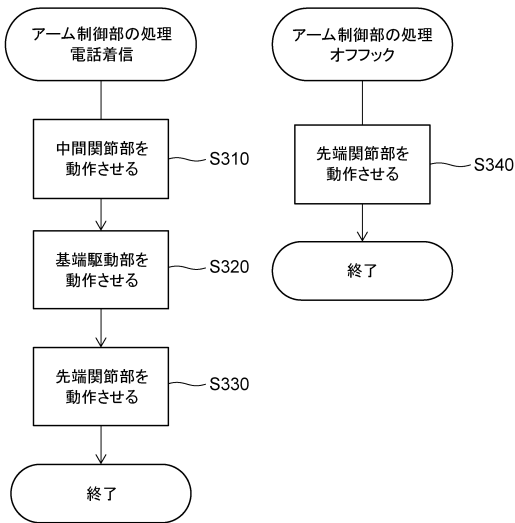 アーム制御部の処理
電話着信
中間関節部を
動作させる
S310
基端駆動部を
動作させる
S320
先端関節部を
動作させる
S330
終了
アーム制御部の処理
オフフック
先端関節部を
動作させる
S340
終了